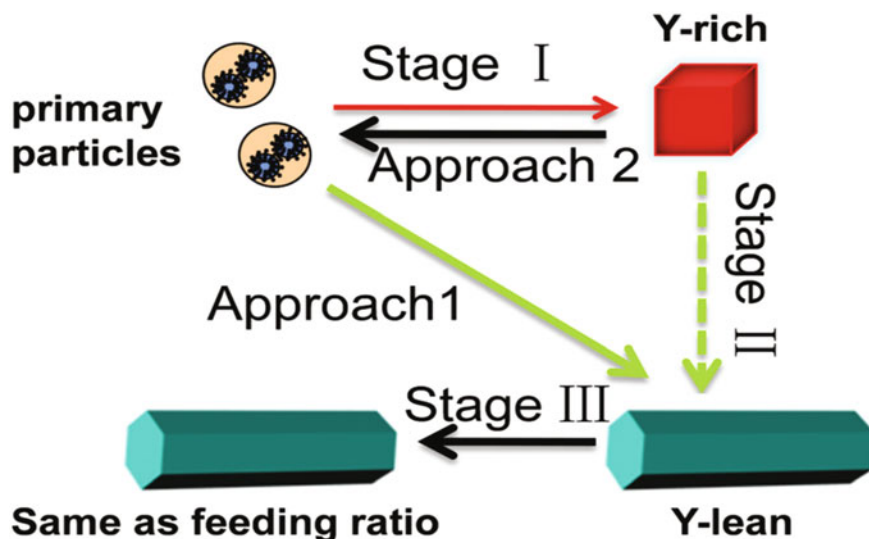 Y-rich
Stage Ⅰ
primary
particles
Approach 2
Stage Ⅱ
Approach1
Stage Ⅲ
Same as feeding ratio
Y-lean